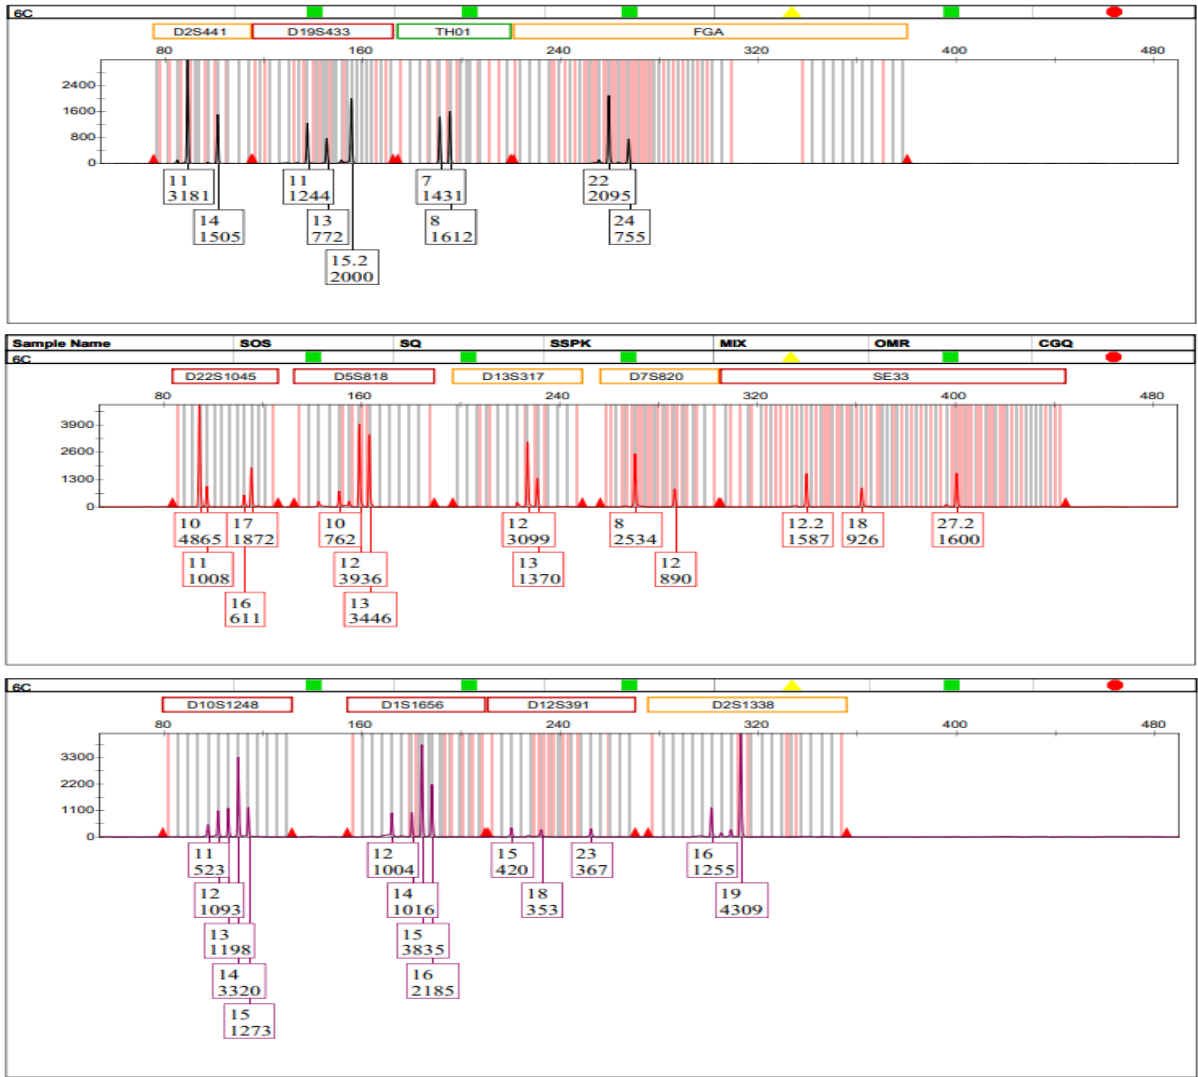 6C
D2S441 D19S433 TH01 FGA
80 160 240 320 400 480
2400
1600
800
0
11 11 7 22
3181 1244 1431 2095
14 13 8 24
1505 772 1612 755
15.2
2000
Sample Name SOS SQ SSPK MIX OMR CGQ
6C
D22S1045 D5S818 D13S317 D7S820 SE33
80 160 240 320 400 480
3900
2600
1300
0
10 17 10 12 8 12.2 18 27.2
4865 1872 762 3099 2534 1587 926 1600
11 12 13 12
1008 3936 1370 890
16 13
611 3446
6C
D10S1248 D1S1656 D12S391 D2S1338
80 160 240 320 400 480
3300
2200
1100
0
11 12 15 23 16
523 1004 420 367 1255
12 14 18 19
1093 1016 353 4309
13 15
1198 3835
14 16
3320 2185
15
1273